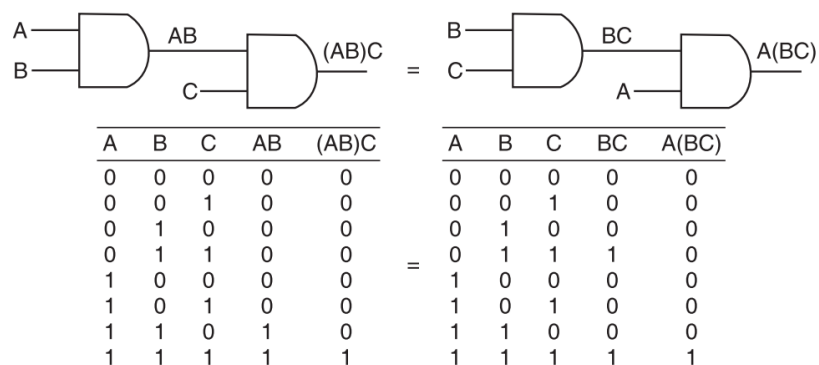 A B AB C (AB)C = B C BC A A(BC)
A B C AB (AB)C A B C BC A(BC)
0 0 0 0 0 0 0 0 0 0
0 0 1 0 0 0 0 1 0 0
0 1 0 0 0 0 1 0 0 0
0 1 1 0 0 = 0 1 1 1 0
1 0 0 0 0 1 0 0 0 0
1 0 1 0 0 1 0 1 0 0
1 1 0 1 0 1 1 0 0 0
1 1 1 1 1 1 1 1 1 1